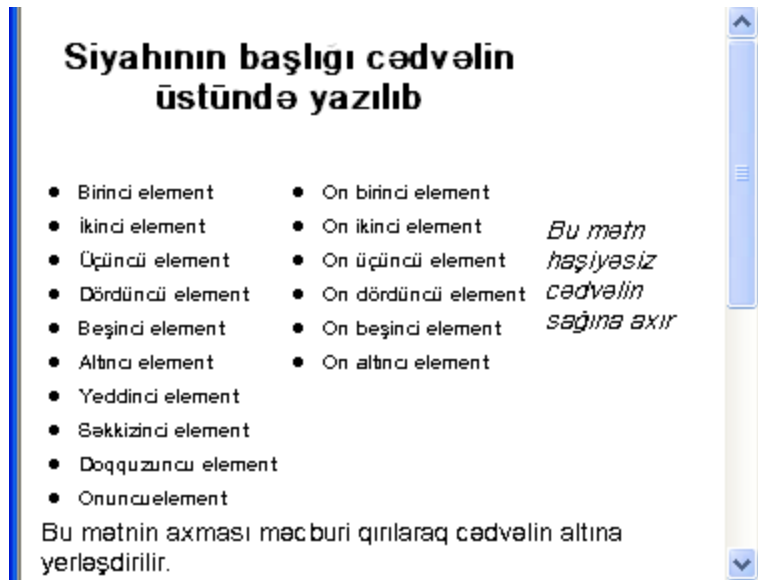 Siyahının başlığı cədvəlin
üstündə yazılıb
• Birinci element
• İkinci element
• Üçüncü element
• Dördüncü element
• Beşinci element
• Altıncı element
• Yeddinci element
• Səkkizinci element
• Doqquzuncu element
• Onuncuelement
• On birinci element
• On ikinci element
• On üçüncü element
• On dördüncü element
• On beşinci element
• On altıncı element
Bu mətn
haşiyəsiz
cədvəlin
sağına axır
Bu mətnin axması məcburi qırılaraq cədvəlin altına
yerləşdirilir.